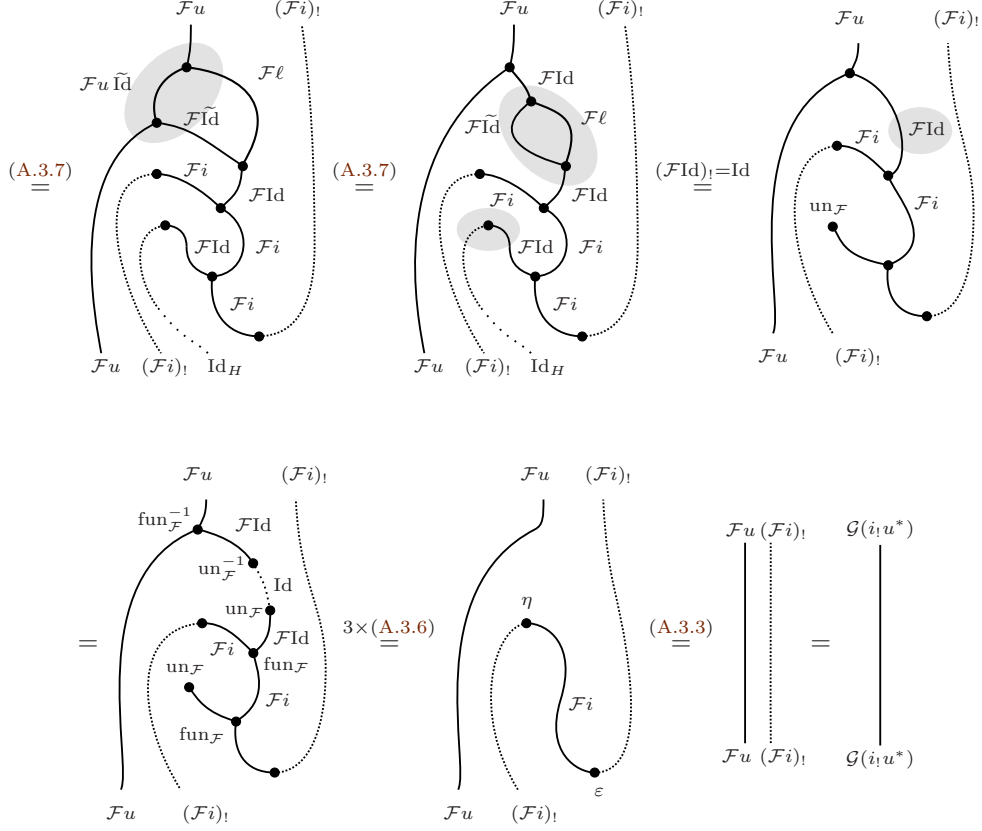 ℱu (ℱi)! ℱu (ℱi)! ℱu (ℱi)!
ℱu Ĩd ℱℓ ℱId
ℱĨd ℱĨd ℱℓ ℱId
(A.3.7) = ℱi (A.3.7) = ℱi (ℱId)!=Id = ℱi
ℱId ℱId ℱi
ℱId ℱi ℱId ℱi un_ℱ
ℱi ℱi
ℱu (ℱi)! Id_H ℱu (ℱi)! Id_H ℱu (ℱi)!
ℱu (ℱi)! ℱu (ℱi)!
fun_ℱ^{-1} ℱId ℱu (ℱi)! 𝒢(i!u*)
un_ℱ^{-1} Id
un_ℱ η
= ℱi ℱId 3×(A.3.6) = (A.3.3) = =
un_ℱ fun_ℱ
ℱi ℱi
fun_ℱ ℱu (ℱi)! 𝒢(i!u*)
ε
ℱu (ℱi)! ℱu (ℱi)!